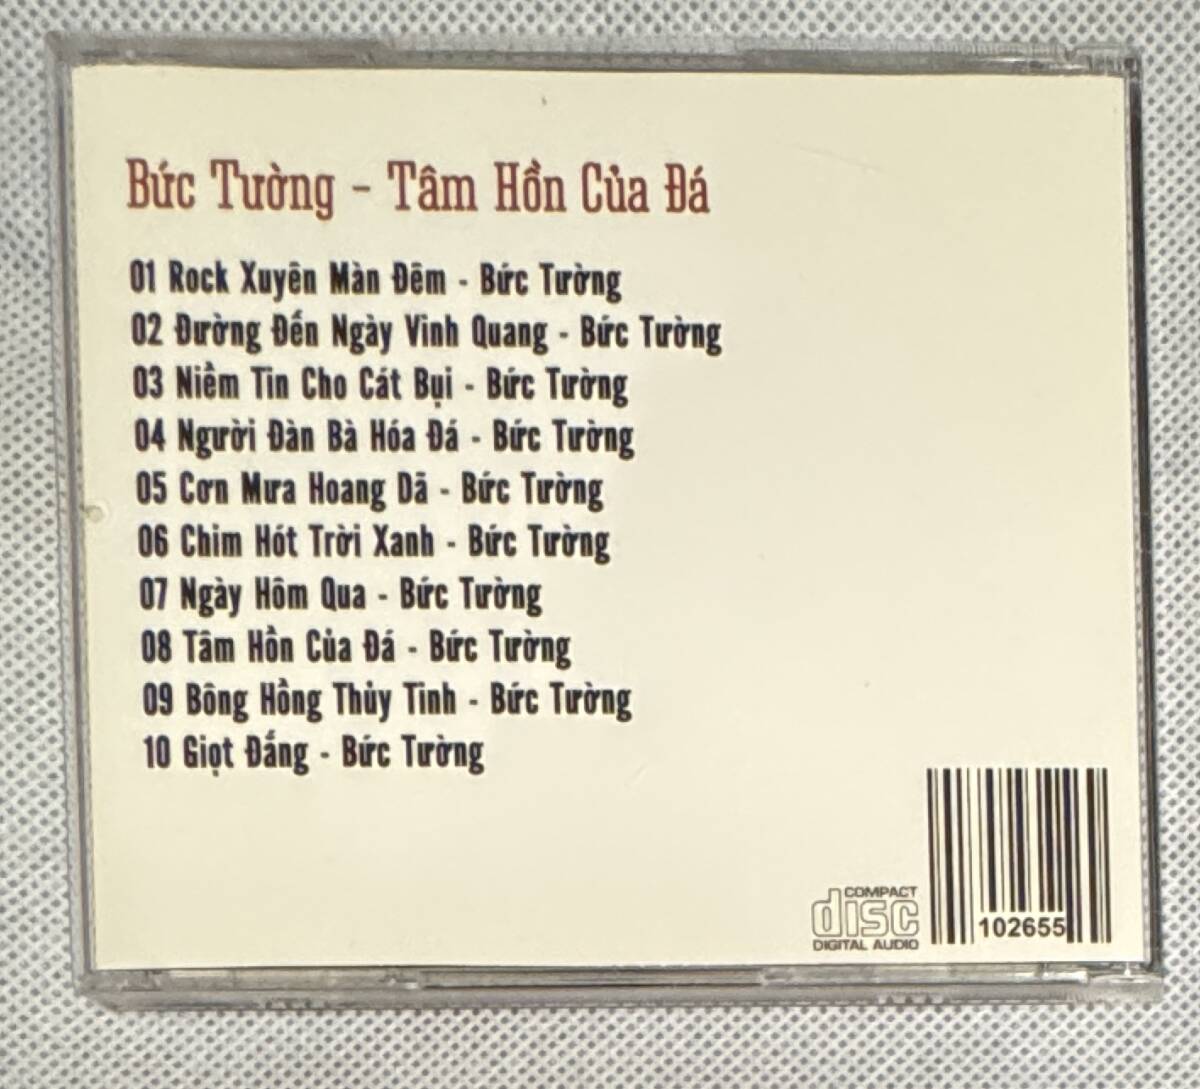 Bức Tường - Tâm Hồn Của Đá
01 Rock Xuyên Màn Đêm - Bức Tường
02 Đường Đến Ngày Vinh Quang - Bức Tường
03 Niềm Tin Cho Cát Bụi - Bức Tường
04 Người Đàn Bà Hóa Đá - Bức Tường
05 Cơn Mưa Hoang Dã - Bức Tường
06 Chim Hót Trời Xanh - Bức Tường
07 Ngày Hôm Qua - Bức Tường
08 Tâm Hồn Của Đá - Bức Tường
09 Bông Hồng Thủy Tinh - Bức Tường
10 Giọt Đắng - Bức Tường
COMPACT
disc
DIGITAL AUDIO
102655